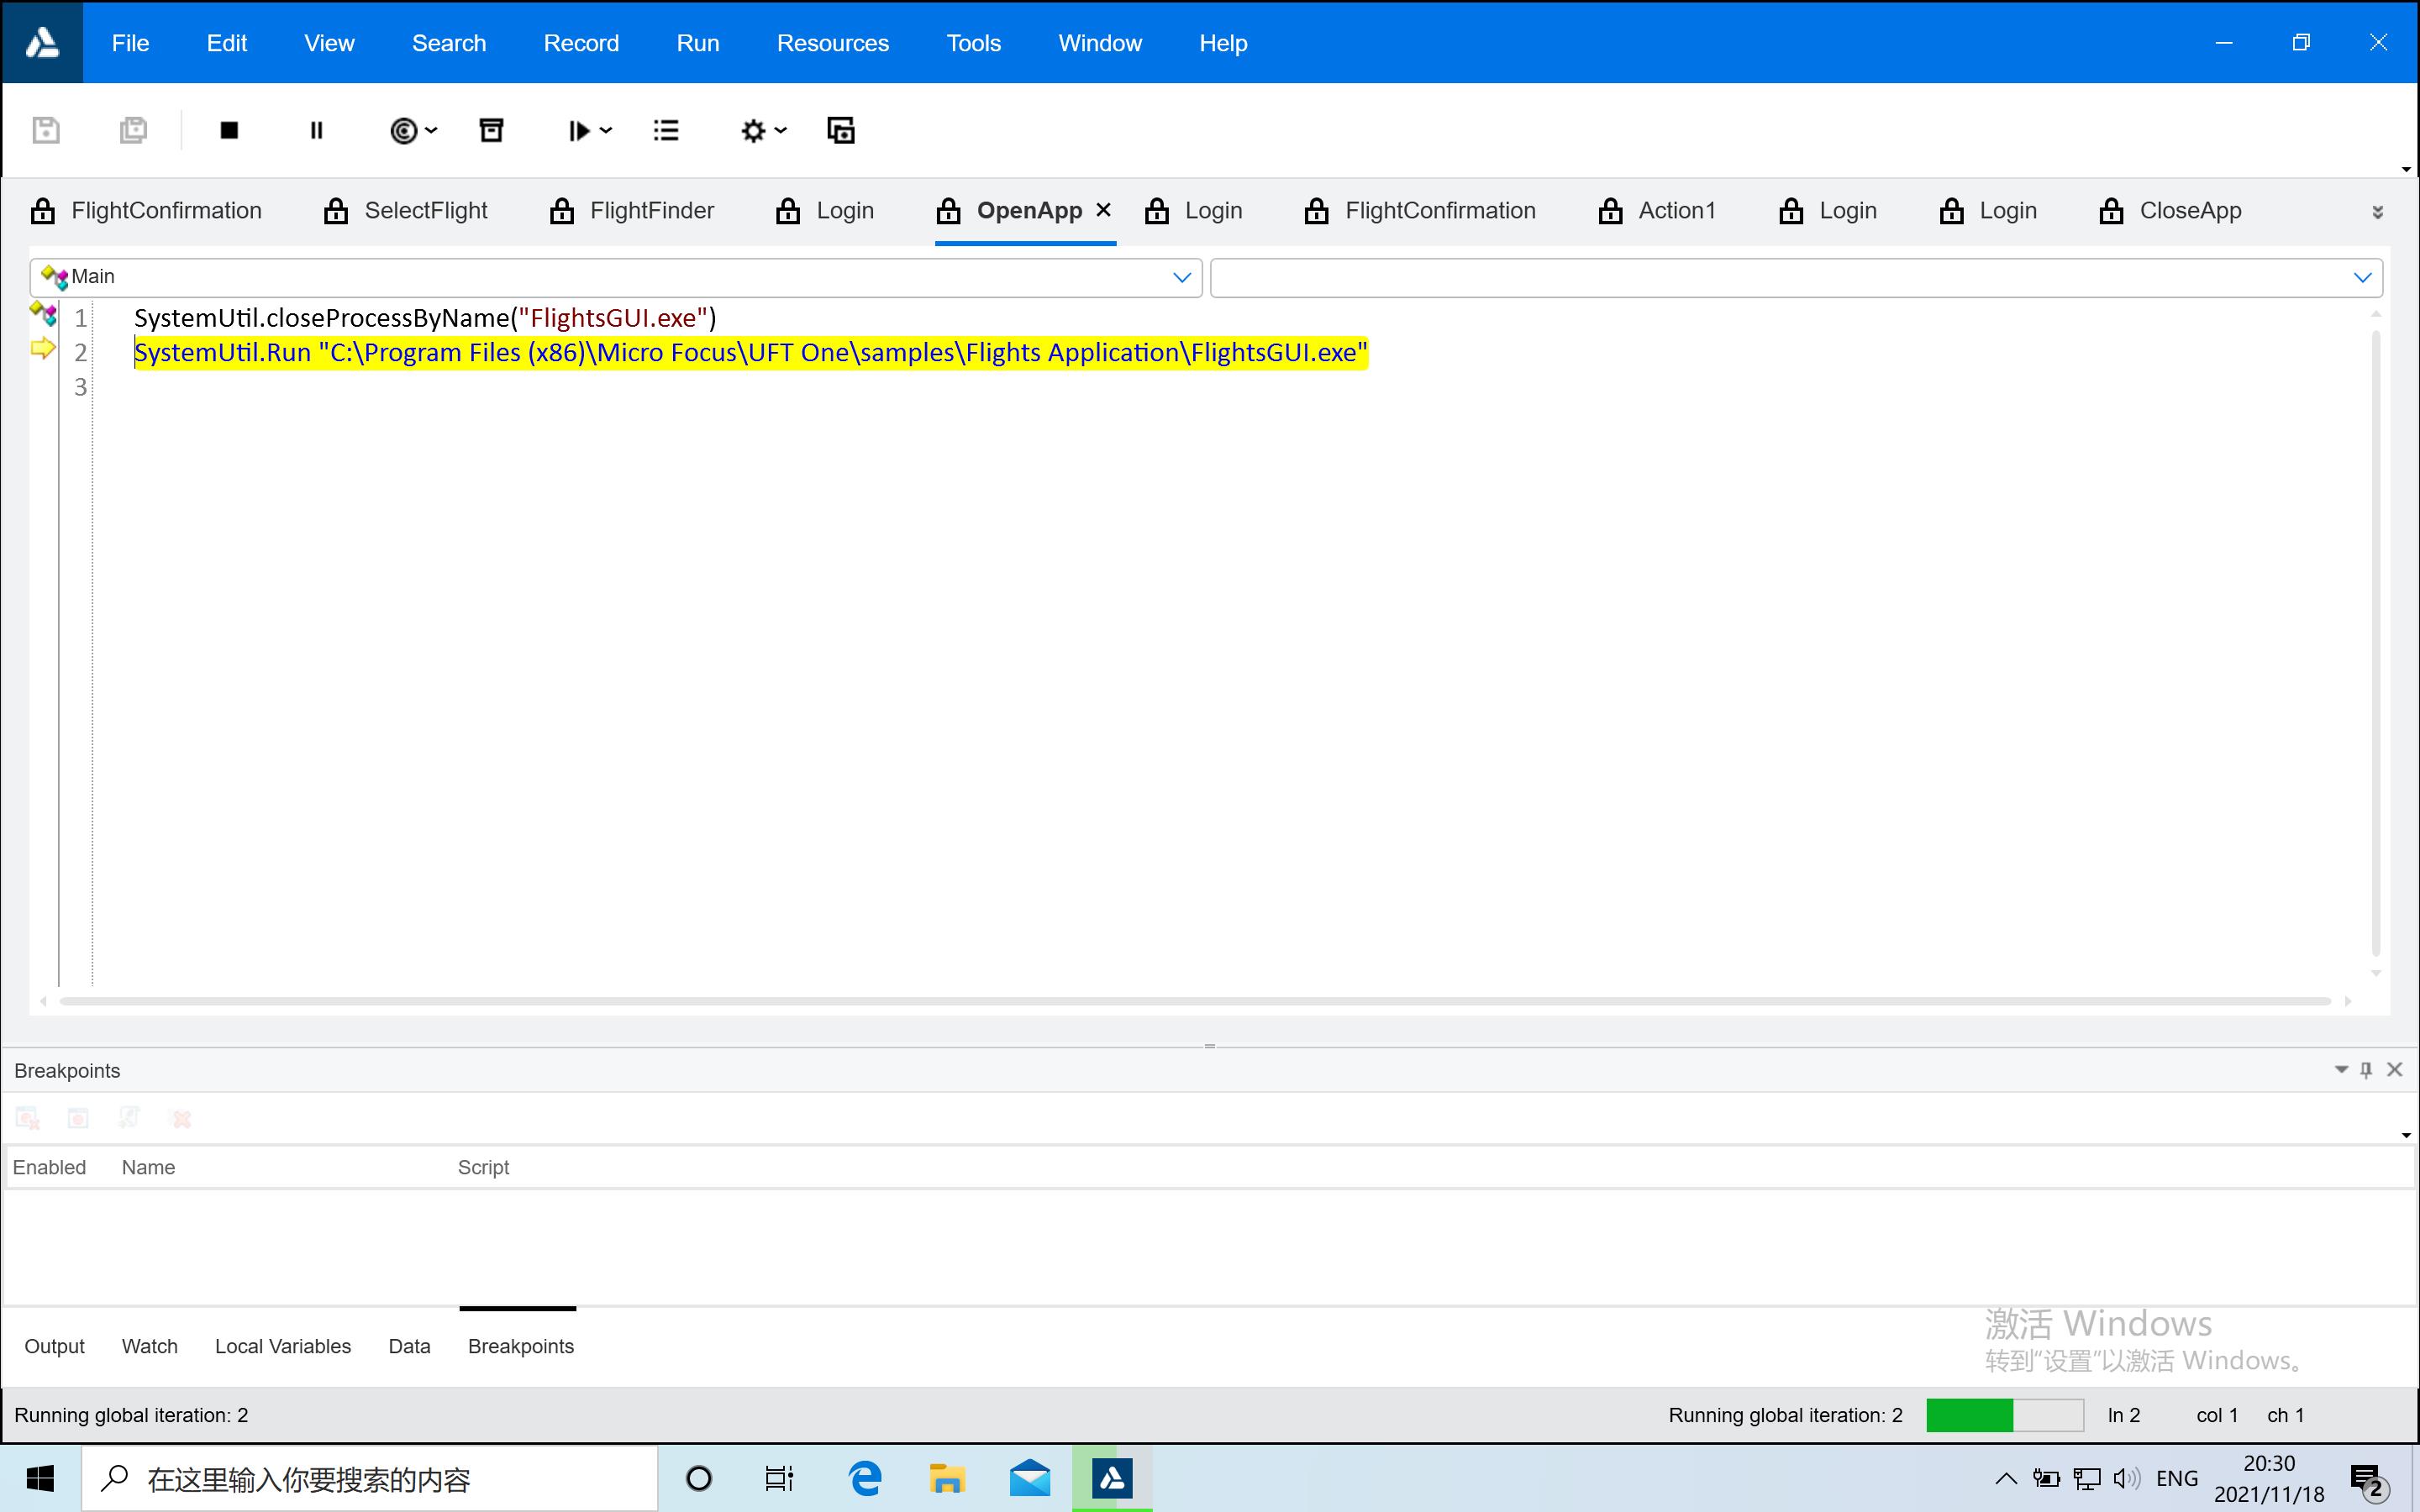 File Edit View Search Record Run Resources Tools Window Help
FlightConfirmation SelectFlight FlightFinder Login OpenApp Login FlightConfirmation Action1 Login Login CloseApp
Main
1 SystemUtil.closeProcessByName("FlightsGUI.exe")
2 SystemUtil.Run "C:\Program Files (x86)\Micro Focus\UFT One\samples\Flights Application\FlightsGUI.exe"
3
Breakpoints
Enabled Name Script
Output Watch Local Variables Data Breakpoints
激活 Windows
转到“设置”以激活 Windows。
Running global iteration: 2 Running global iteration: 2 ln 2 col 1 ch 1
在这里输入你要搜索的内容 ENG 20:30
2021/11/18 2